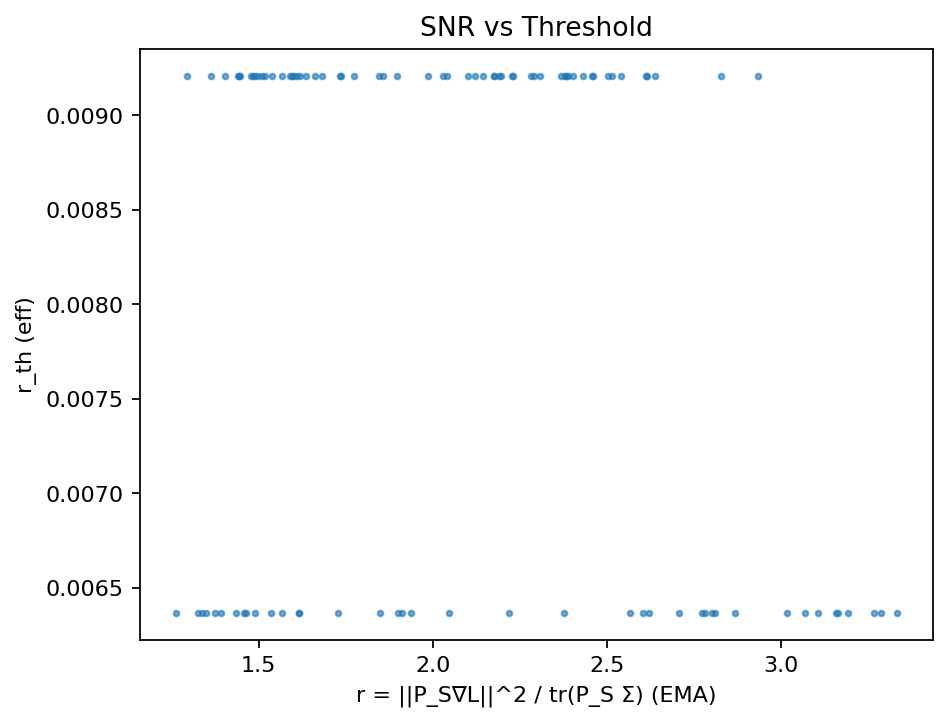 SNR vs Threshold
r_th (eff)
0.0090
0.0085
0.0080
0.0075
0.0070
0.0065
1.5 2.0 2.5 3.0
r = ||P_S∇L||^2 / tr(P_S Σ) (EMA)